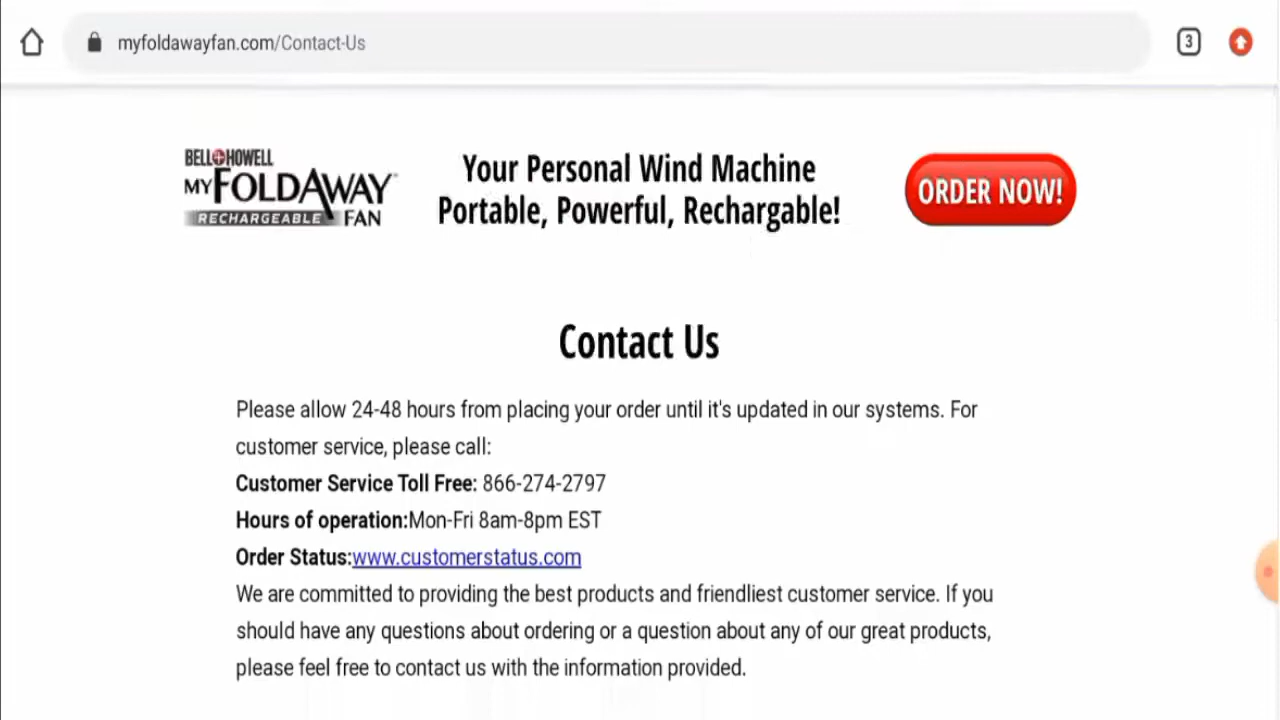 myfoldawayfan.com/Contact-Us
3
BELL+HOWELL
MY FOLDAWAY™
RECHARGEABLE FAN
Your Personal Wind Machine
Portable, Powerful, Rechargable!
ORDER NOW!
Contact Us
Please allow 24-48 hours from placing your order until it's updated in our systems. For
customer service, please call:
Customer Service Toll Free: 866-274-2797
Hours of operation:Mon-Fri 8am-8pm EST
Order Status:www.customerstatus.com
We are committed to providing the best products and friendliest customer service. If you
should have any questions about ordering or a question about any of our great products,
please feel free to contact us with the information provided.